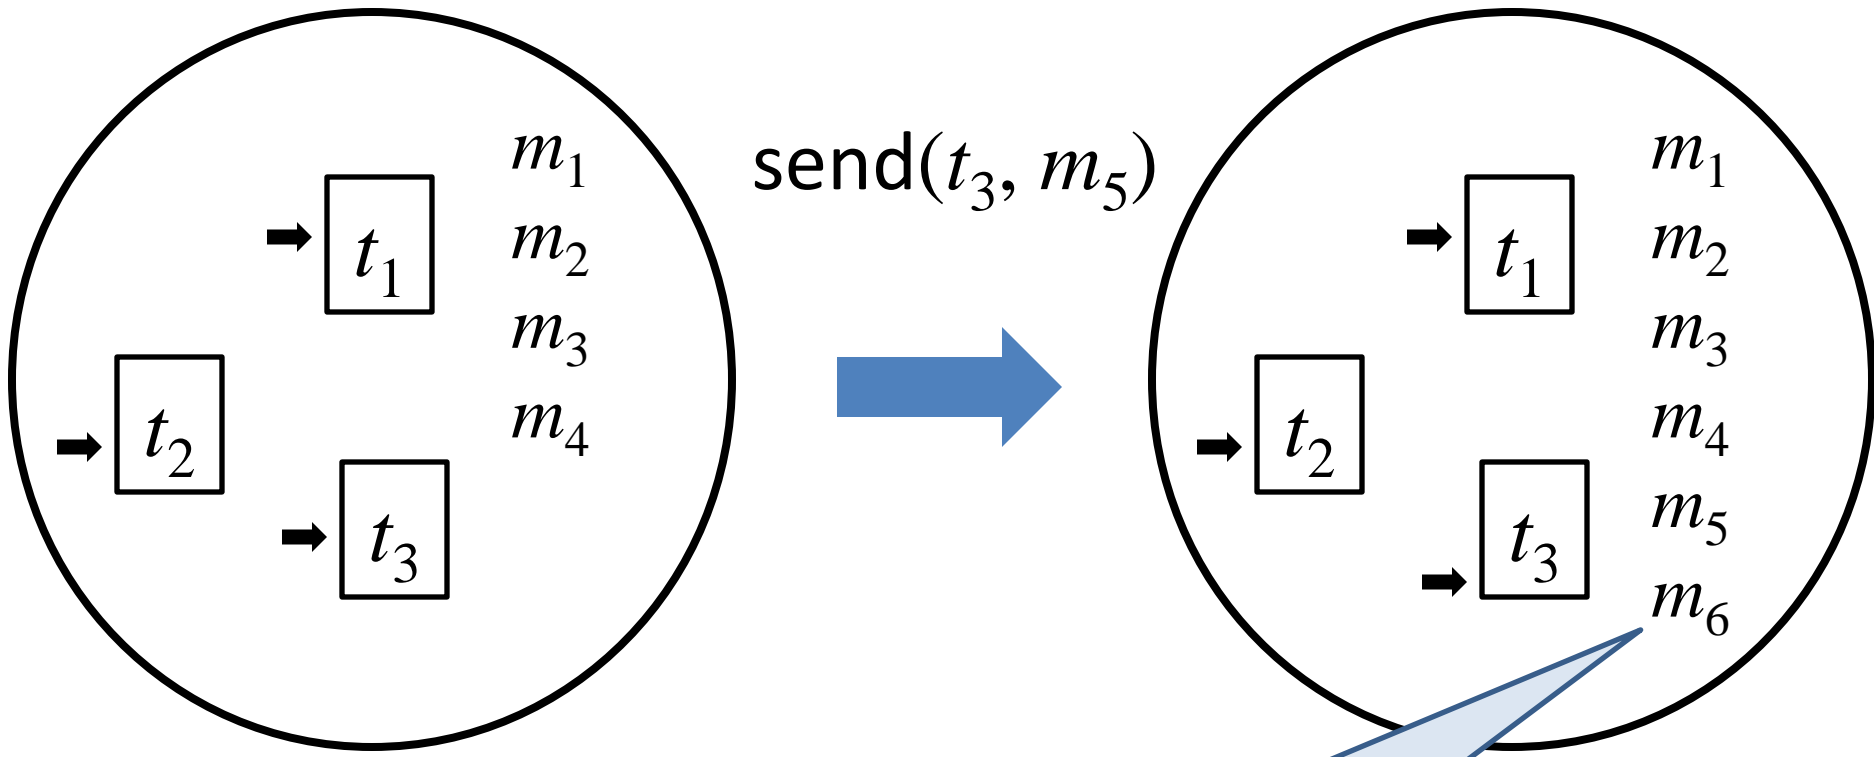 m₁
m₂
m₃
m₄
t₁
t₂
t₃
send(t₃, m₅)
m₁
m₂
m₃
m₄
m₅
m₆
t₁
t₂
t₃